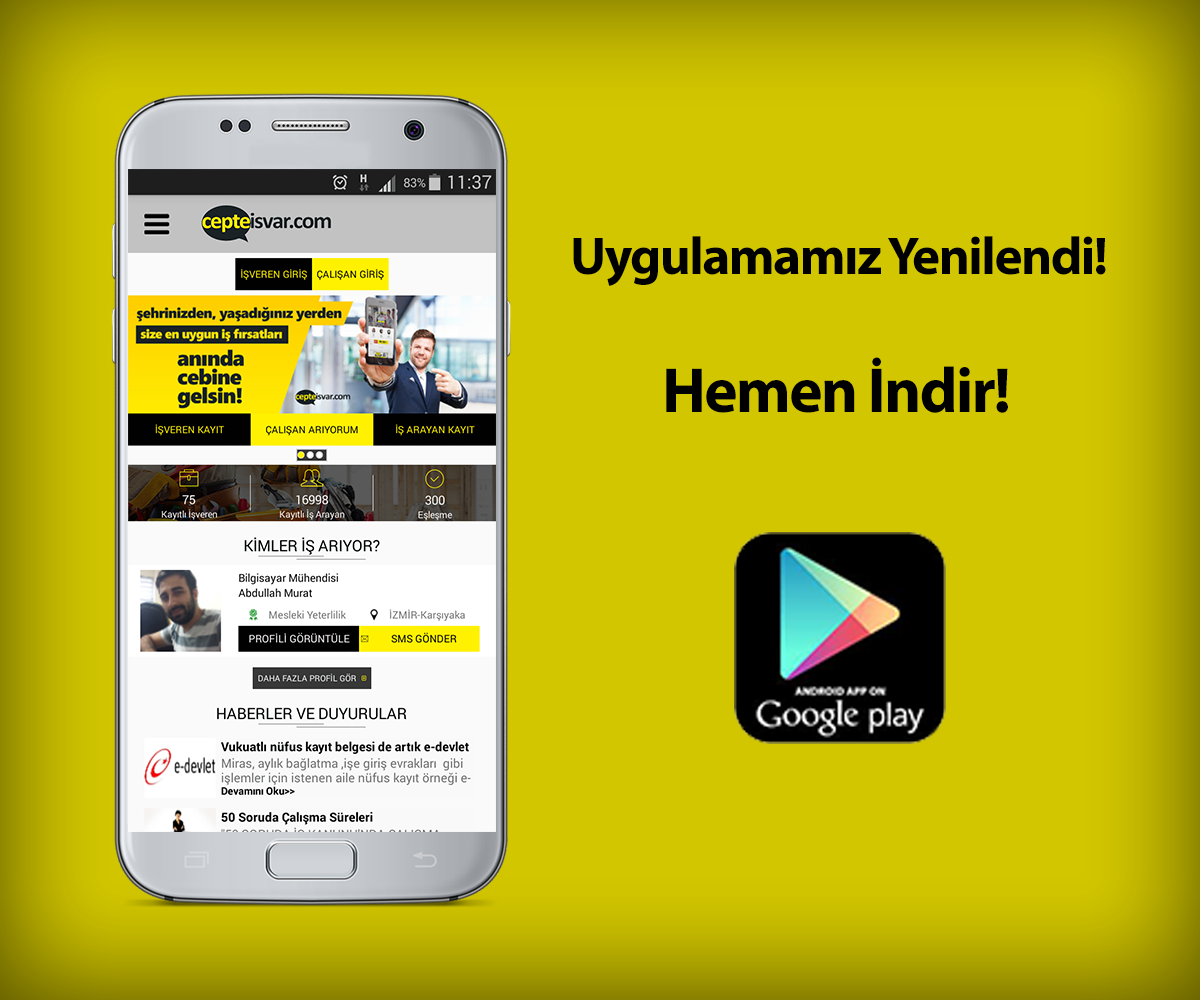 H
83%
11:37
cepteisvar.com
İŞVEREN GİRİŞ
ÇALIŞAN GİRİŞ
şehrinizden, yaşadığınız yerden
size en uygun iş fırsatları
anında
cebine
gelsin!
cepteisvar.com
İŞVEREN KAYIT
ÇALIŞAN ARIYORUM
İŞ ARAYAN KAYIT
75
16998
300
Kayıtlı İşveren
Kayıtlı İş Arayan
Eşleşme
KİMLER İŞ ARIYOR?
Bilgisayar Mühendisi
Abdullah Murat
Mesleki Yeterlilik
İZMİR-Karşıyaka
PROFİLİ GÖRÜNTÜLE
SMS GÖNDER
DAHA FAZLA PROFİL GÖR
HABERLER VE DUYURULAR
e-devlet
Vukuatlı nüfus kayıt belgesi de artık e-devlet
Miras, aylık bağlatma ,işe giriş evrakları gibi
işlemler için istenen aile nüfus kayıt örneği e-
Devamını Oku>>
50 Soruda Çalışma Süreleri
Uygulamamız Yenilendi!
Hemen İndir!
ANDROID APP ON
Google play